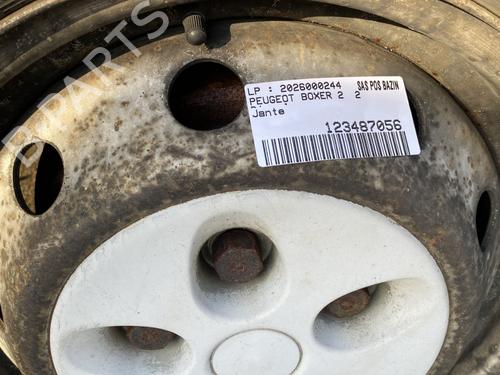 B-PARTS
LP : 2026000244 SAS POS BAZIN
PEUGEOT BOXER 2 2
Jante
123487056